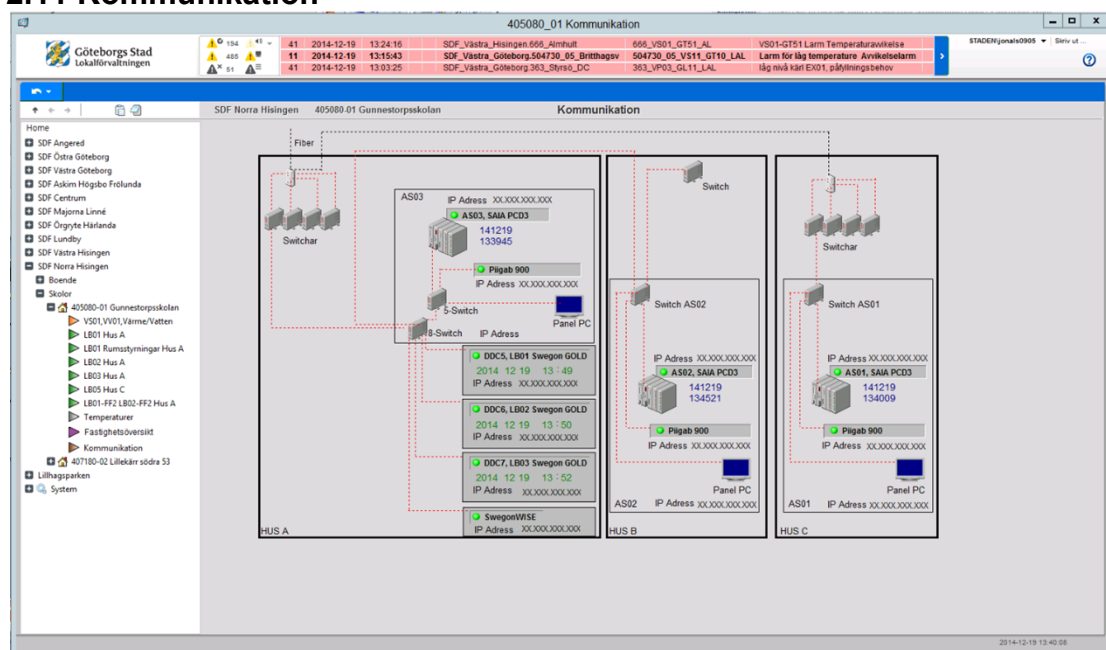 2.11 Kommunikation
405080_01 Kommunikation
Göteborgs Stad
Lokalförvaltningen
194 41 2014-12-19 13:24:16 SDF_Västra_Hisingen.666_Almhult 666_VS01_GT51_AL VS01-GT51 Larm Temperaturavvikelse
485 11 2014-12-19 13:15:43 SDF_Västra_Göteborg.504730_05_Britthagsv 504730_05_VS11_GT10_LAL Larm för låg temperature Avvikelselarm
51 41 2014-12-19 13:03:25 SDF_Västra_Göteborg.363_Styrsö_DC 363_VP03_GL11_LAL låg nivå kärl EX01, påfyllningsbehov
STADEN\jonals0905 Skriv ut ...
SDF Norra Hisingen 405080-01 Gunnestorpsskolan Kommunikation
Home
SDF Angered
SDF Östra Göteborg
SDF Västra Göteborg
SDF Askim Högsbo Frölunda
SDF Centrum
SDF Majorna Linné
SDF Örgryte Härlanda
SDF Lundby
SDF Västra Hisingen
SDF Norra Hisingen
Boende
Skolor
405080-01 Gunnestorpsskolan
VS01,VV01,Värme/Vatten
LB01 Hus A
LB01 Rumsstyrningar Hus A
LB02 Hus A
LB03 Hus A
LB05 Hus C
LB01-FF2 LB02-FF2 Hus A
Temperaturer
Fastighetsöversikt
Kommunikation
407180-02 Lillekärr södra 53
Lillhagsparken
System
Fiber
Switchar
AS03
IP Adress XX.XXX.XXX.XXX
AS03, SAIA PCD3
141219
133945
Piigab 900
IP Adress XX.XXX.XXX.XXX
5-Switch
Panel PC
8-Switch IP Adress
DDC5, LB01 Swegon GOLD
2014 12 19 13:49
IP Adress XX.XXX.XXX.XXX
DDC6, LB02 Swegon GOLD
2014 12 19 13:50
IP Adress XX.XXX.XXX.XXX
DDC7, LB03 Swegon GOLD
2014 12 19 13:52
IP Adress XX.XXX.XXX.XXX
SwegonWISE
IP Adress XX.XXX.XXX.XXX
HUS A
Switch
Switch AS02
IP Adress XX.XXX.XXX.XXX
AS02, SAIA PCD3
141219
134521
Piigab 900
IP Adress XX.XXX.XXX.XXX
Panel PC
AS02 IP Adress XX.XXX.XXX.XXX
HUS B
Switchar
Switch AS01
IP Adress XX.XXX.XXX.XXX
AS01, SAIA PCD3
141219
134009
Piigab 900
IP Adress XX.XXX.XXX.XXX
Panel PC
AS01 IP Adress XX.XXX.XXX.XXX
HUS C
2014-12-19 13:40:08